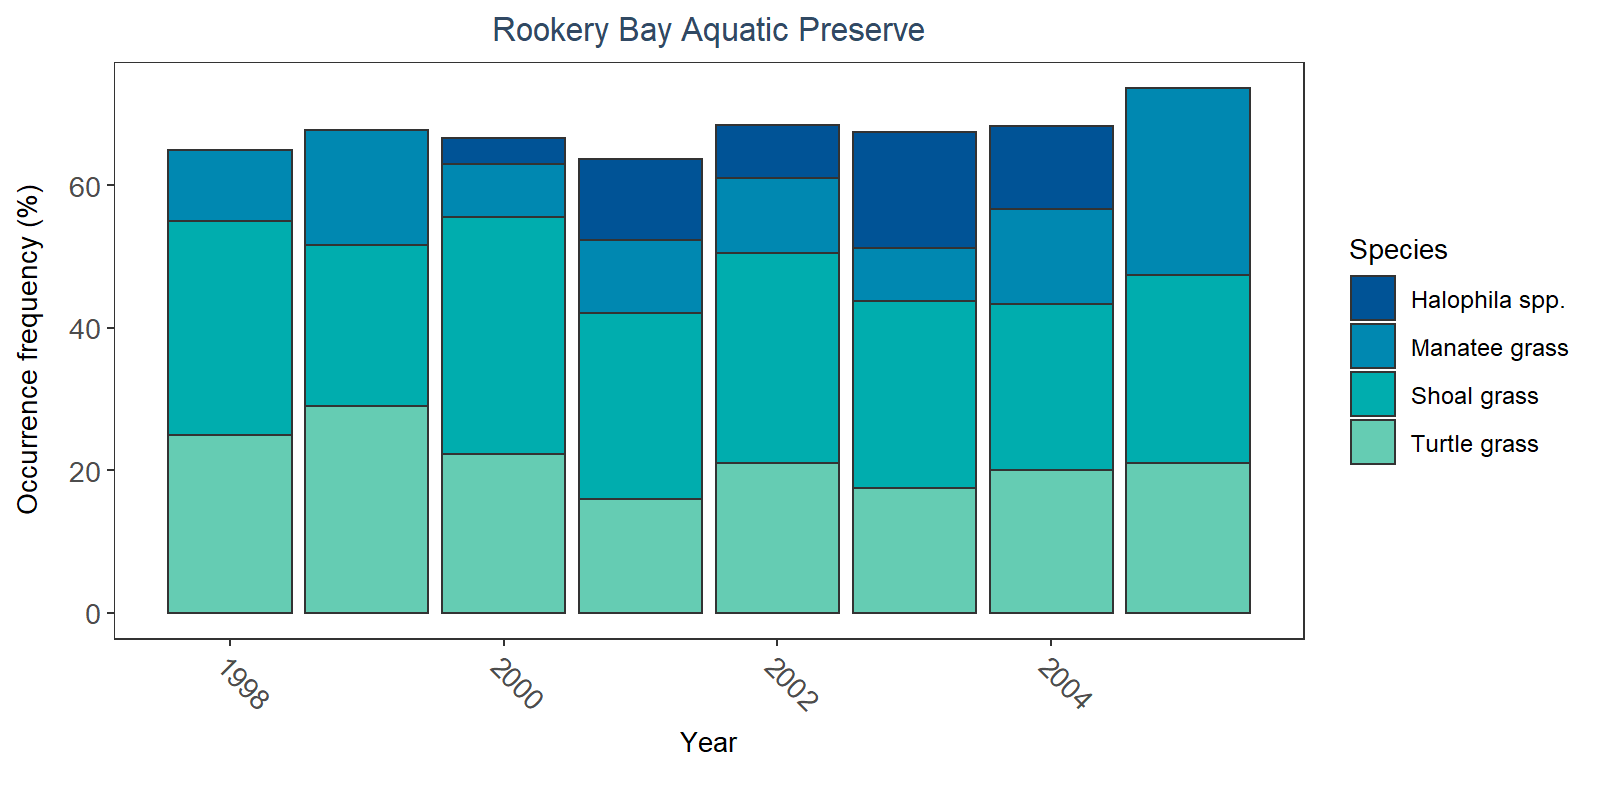 Rookery Bay Aquatic Preserve
Occurrence frequency (%)
60
40
20
0
1998
2000
2002
2004
Year
Species
Halophila spp.
Manatee grass
Shoal grass
Turtle grass